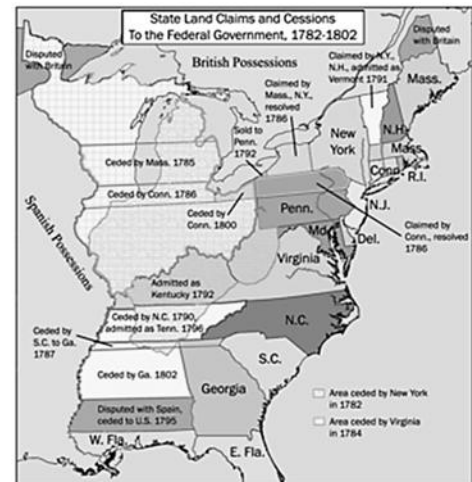 State Land Claims and Cessions
To the Federal Government, 1782-1802
Disputed
with Britain
British Possessions
Disputed
with Britain
Claimed by N.Y.,
N.H., admitted as
Vermont 1791
Claimed by
Mass., N.Y.,
resolved
1786
Mass.
Sold to
Penn.
1792
New
York
N.H.
Mass.
Conn.
R.I.
Ceded by Mass. 1785
Ceded by Conn. 1786
Ceded by
Conn. 1800
Penn.
N.J.
Md.
Del.
Claimed by
Conn., resolved
1786
Spanish Possessions
Virginia
Admitted as
Kentucky 1792
Ceded by N.C. 1790,
admitted as Tenn. 1796
N.C.
Ceded by
S.C. to Ga.
1787
S.C.
Ceded by Ga. 1802
Georgia
Area ceded by New York
in 1782
Area ceded by Virginia
in 1784
Disputed with Spain,
ceded to U.S. 1795
W. Fla.
E. Fla.